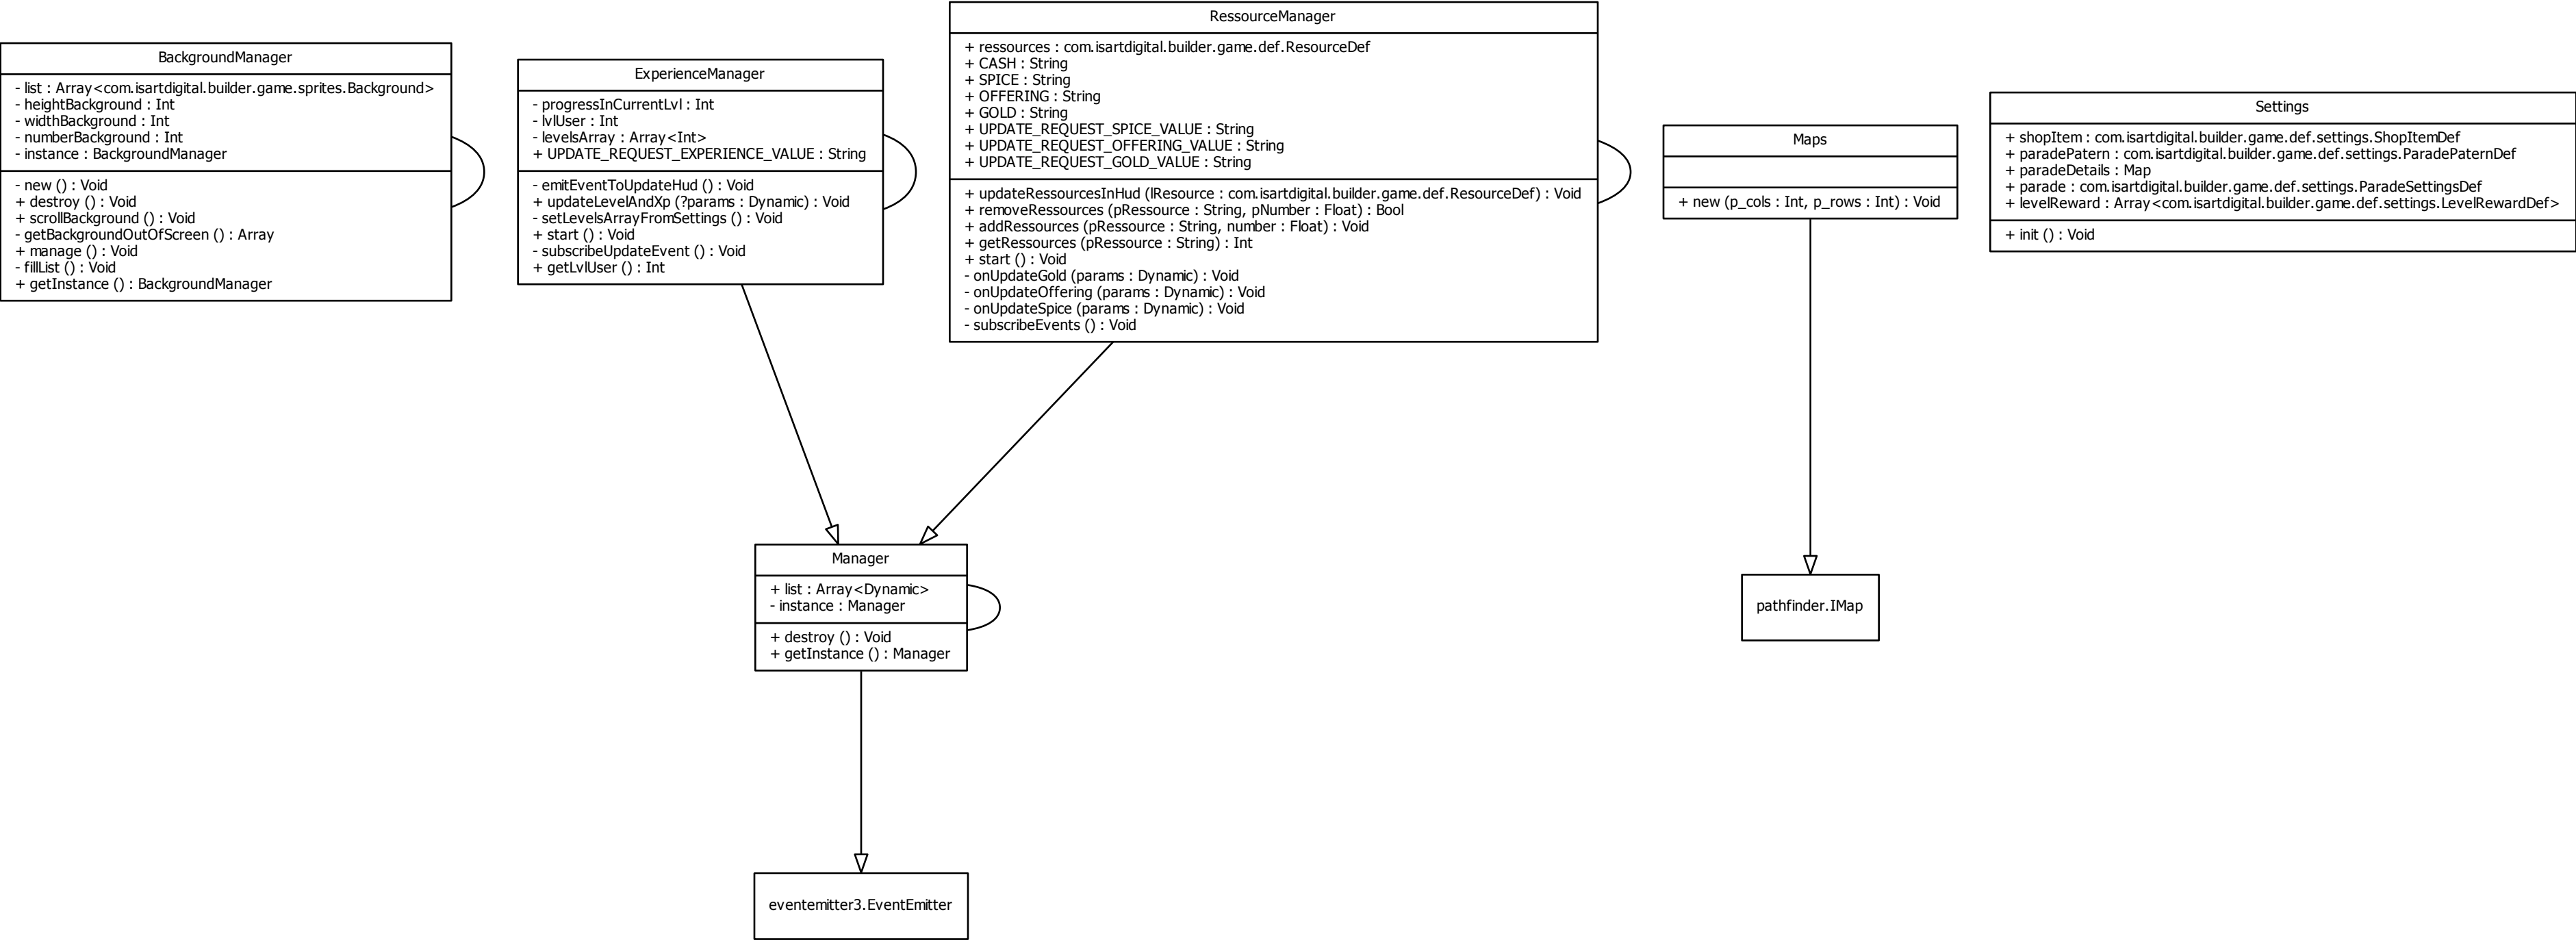 BackgroundManager
- list : Array<com.isartdigital.builder.game.sprites.Background>
- heightBackground : Int
- widthBackground : Int
- numberBackground : Int
- instance : BackgroundManager
- new () : Void
+ destroy () : Void
+ scrollBackground () : Void
- getBackgroundOutOfScreen () : Array
+ manage () : Void
- fillList () : Void
+ getInstance () : BackgroundManager
ExperienceManager
- progressInCurrentLvl : Int
- lvlUser : Int
- levelsArray : Array<Int>
+ UPDATE_REQUEST_EXPERIENCE_VALUE : String
- emitEventToUpdateHud () : Void
+ updateLevelAndXp (?params : Dynamic) : Void
- setLevelsArrayFromSettings () : Void
+ start () : Void
- subscribeUpdateEvent () : Void
+ getLvlUser () : Int
RessourceManager
+ ressources : com.isartdigital.builder.game.def.ResourceDef
+ CASH : String
+ SPICE : String
+ OFFERING : String
+ GOLD : String
+ UPDATE_REQUEST_SPICE_VALUE : String
+ UPDATE_REQUEST_OFFERING_VALUE : String
+ UPDATE_REQUEST_GOLD_VALUE : String
+ updateRessourcesInHud (lResource : com.isartdigital.builder.game.def.ResourceDef) : Void
+ removeRessources (pRessource : String, pNumber : Float) : Bool
+ addRessources (pRessource : String, number : Float) : Void
+ getRessources (pRessource : String) : Int
+ start () : Void
- onUpdateGold (params : Dynamic) : Void
- onUpdateOffering (params : Dynamic) : Void
- onUpdateSpice (params : Dynamic) : Void
- subscribeEvents () : Void
Maps
+ new (p_cols : Int, p_rows : Int) : Void
Settings
+ shopItem : com.isartdigital.builder.game.def.settings.ShopItemDef
+ paradePatern : com.isartdigital.builder.game.def.settings.ParadePaternDef
+ paradeDetails : Map
+ parade : com.isartdigital.builder.game.def.settings.ParadeSettingsDef
+ levelReward : Array<com.isartdigital.builder.game.def.settings.LevelRewardDef>
+ init () : Void
Manager
+ list : Array<Dynamic>
- instance : Manager
+ destroy () : Void
+ getInstance () : Manager
pathfinder.IMap
eventemitter3.EventEmitter